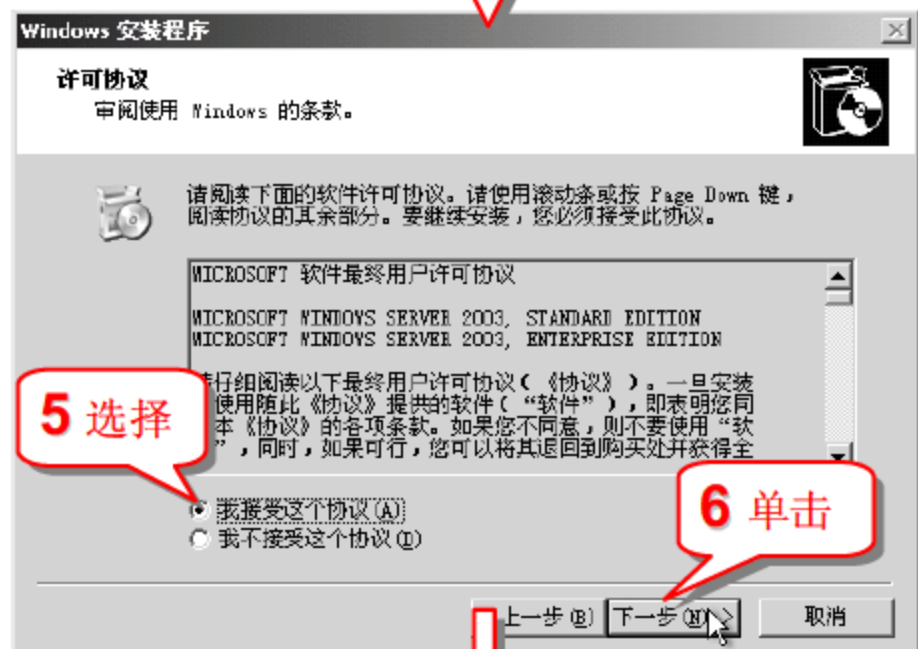 Windows 安装程序
许可协议
审阅使用 Windows 的条款。
请阅读下面的软件许可协议。请使用滚动条或按 Page Down 键，
阅读协议的其余部分。要继续安装，您必须接受此协议。
MICROSOFT 软件最终用户许可协议
MICROSOFT WINDOWS SERVER 2003, STANDARD EDITION
MICROSOFT WINDOWS SERVER 2003, ENTERPRISE EDITION
仔细阅读以下最终用户许可协议（《协议》）。一旦安装
使用随此《协议》提供的软件（“软件”），即表明您同
本《协议》的各项条款。如果您不同意，则不要使用“软
”，同时，如果可行，您可以将其退回到购买处并获得全
5 选择
我接受这个协议(A)
我不接受这个协议(D)
6 单击
上一步(B)
下一步(N) >
取消